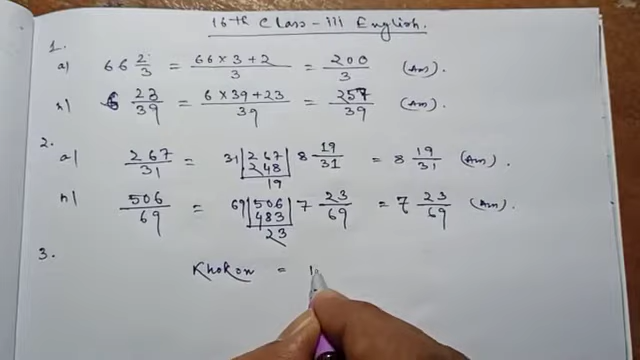 16th Class-III English.
1.
a) 66 2/3 = 66×3+2/3 = 200/3 (Ans).
n) 6 23/39 = 6×39+23/39 = 257/39 (Ans).
2.
a) 267/31 = 31|267|8 19/31 = 8 19/31 (Ans).
248
19
n) 506/69 = 69|506|7 23/69 = 7 23/69 (Ans).
483
23
3.
Khokon =